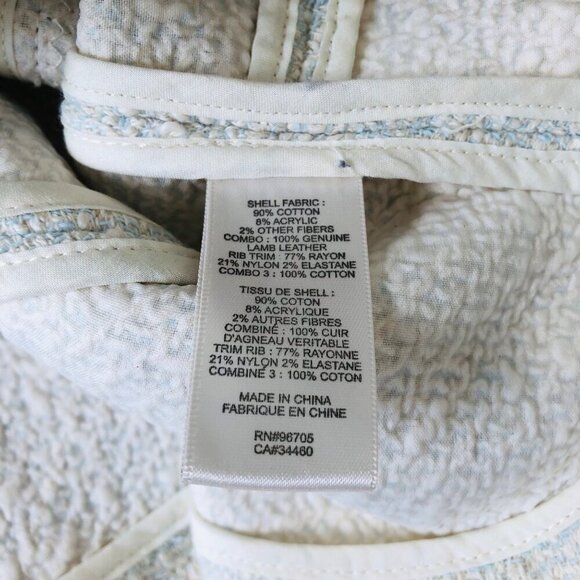 SHELL FABRIC :
90% COTTON
8% ACRYLIC
2% OTHER FIBERS
COMBO : 100% GENUINE
LAMB LEATHER
RIB TRIM : 77% RAYON
21% NYLON 2% ELASTANE
COMBO 3 : 100% COTTON
TISSU DE SHELL :
90% COTON
8% ACRYLIQUE
2% AUTRES FIBRES
COMBINÉ : 100% CUIR
D'AGNEAU VERITABLE
TRIM RIB : 77% RAYONNE
21% NYLON 2% ELASTANE
COMBINÉ 3 : 100% COTON
MADE IN CHINA
FABRIQUE EN CHINE
RN#96705
CA#34460